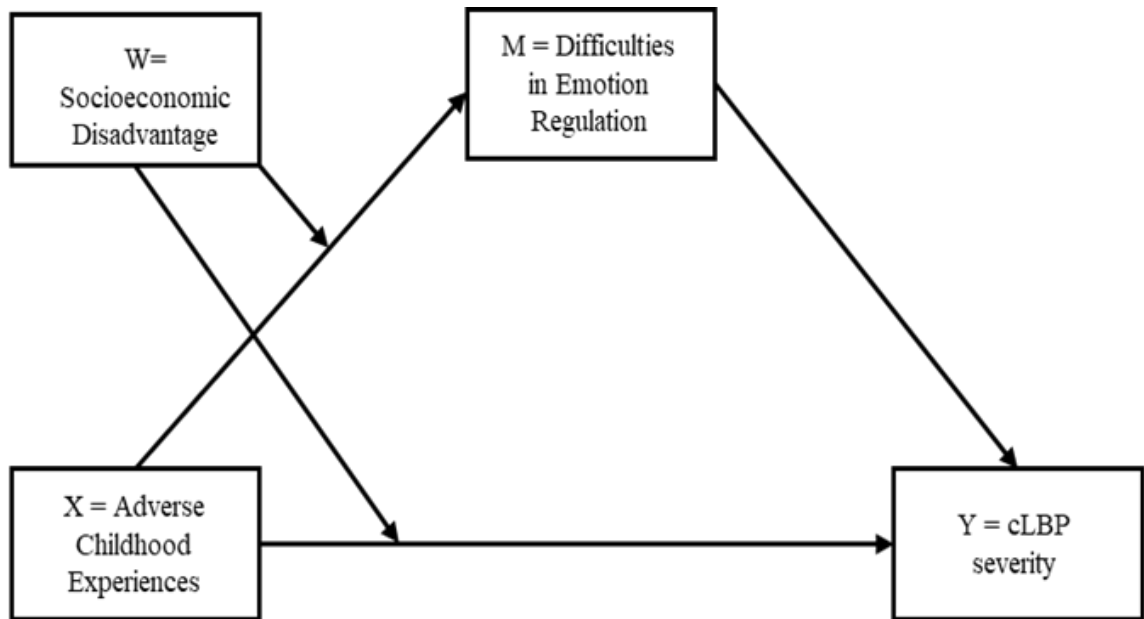 W=
Socioeconomic
Disadvantage
M = Difficulties
in Emotion
Regulation
X = Adverse
Childhood
Experiences
Y = cLBP
severity